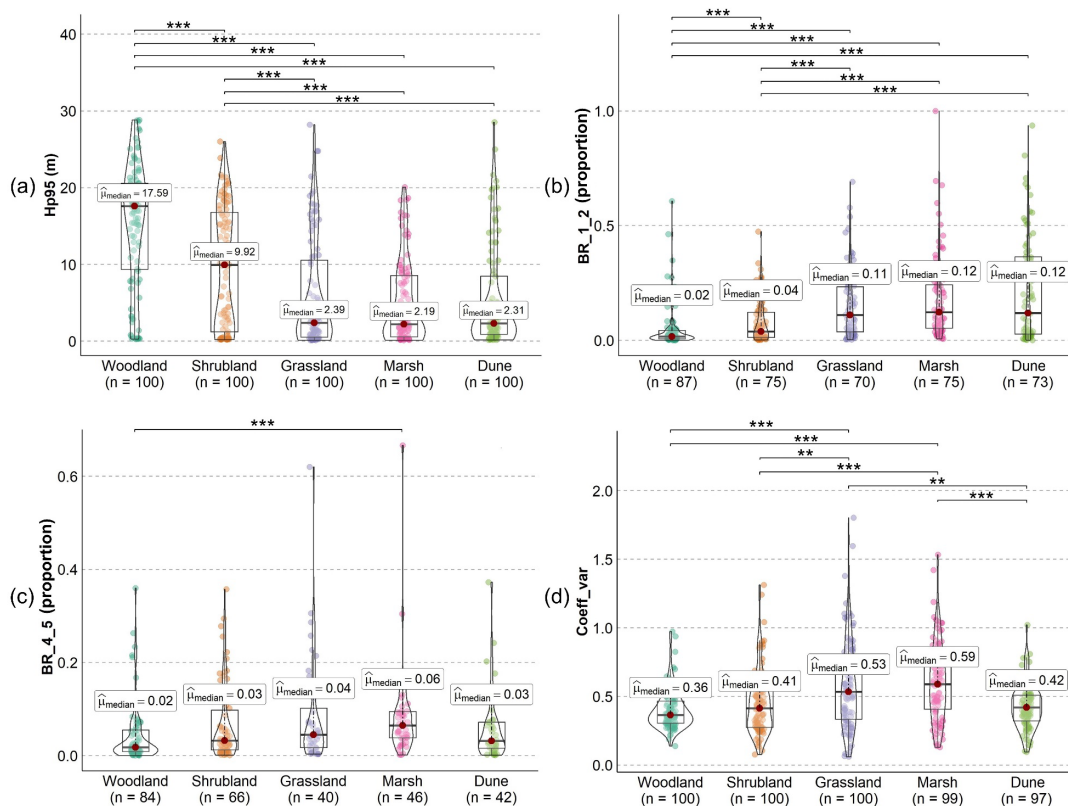 (a)
Hp95 (m)
40
30
20
10
0
***
***
***
***
***
***
***
μ̂median = 17.59
μ̂median = 9.92
μ̂median = 2.39
μ̂median = 2.19
μ̂median = 2.31
Woodland
(n = 100)
Shrubland
(n = 100)
Grassland
(n = 100)
Marsh
(n = 100)
Dune
(n = 100)
(b)
BR_1_2 (proportion)
1.0
0.5
0.0
***
***
***
***
***
***
***
μ̂median = 0.02
μ̂median = 0.04
μ̂median = 0.11
μ̂median = 0.12
μ̂median = 0.12
Woodland
(n = 87)
Shrubland
(n = 75)
Grassland
(n = 70)
Marsh
(n = 75)
Dune
(n = 73)
(c)
BR_4_5 (proportion)
0.6
0.4
0.2
0.0
***
μ̂median = 0.02
μ̂median = 0.03
μ̂median = 0.04
μ̂median = 0.06
μ̂median = 0.03
Woodland
(n = 84)
Shrubland
(n = 66)
Grassland
(n = 40)
Marsh
(n = 46)
Dune
(n = 42)
(d)
Coeff_var
2.0
1.5
1.0
0.5
0.0
***
***
**
***
**
***
μ̂median = 0.36
μ̂median = 0.41
μ̂median = 0.53
μ̂median = 0.59
μ̂median = 0.42
Woodland
(n = 100)
Shrubland
(n = 100)
Grassland
(n = 100)
Marsh
(n = 99)
Dune
(n = 97)